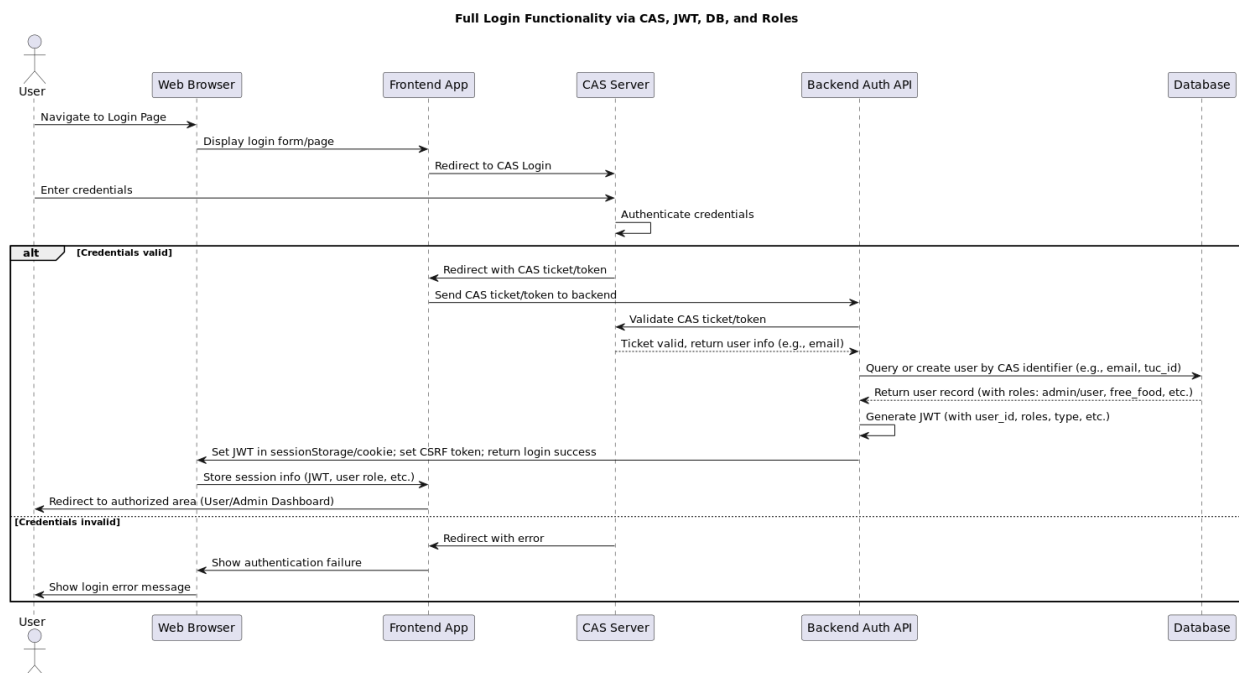 Full Login Functionality via CAS, JWT, DB, and Roles
User
Web Browser
Frontend App
CAS Server
Backend Auth API
Database
Navigate to Login Page
Display login form/page
Redirect to CAS Login
Enter credentials
Authenticate credentials
alt
[Credentials valid]
Redirect with CAS ticket/token
Send CAS ticket/token to backend
Validate CAS ticket/token
Ticket valid, return user info (e.g., email)
Query or create user by CAS identifier (e.g., email, tuc_id)
Return user record (with roles: admin/user, free_food, etc.)
Generate JWT (with user_id, roles, type, etc.)
Set JWT in sessionStorage/cookie; set CSRF token; return login success
Store session info (JWT, user role, etc.)
Redirect to authorized area (User/Admin Dashboard)
[Credentials invalid]
Redirect with error
Show authentication failure
Show login error message
User
Web Browser
Frontend App
CAS Server
Backend Auth API
Database